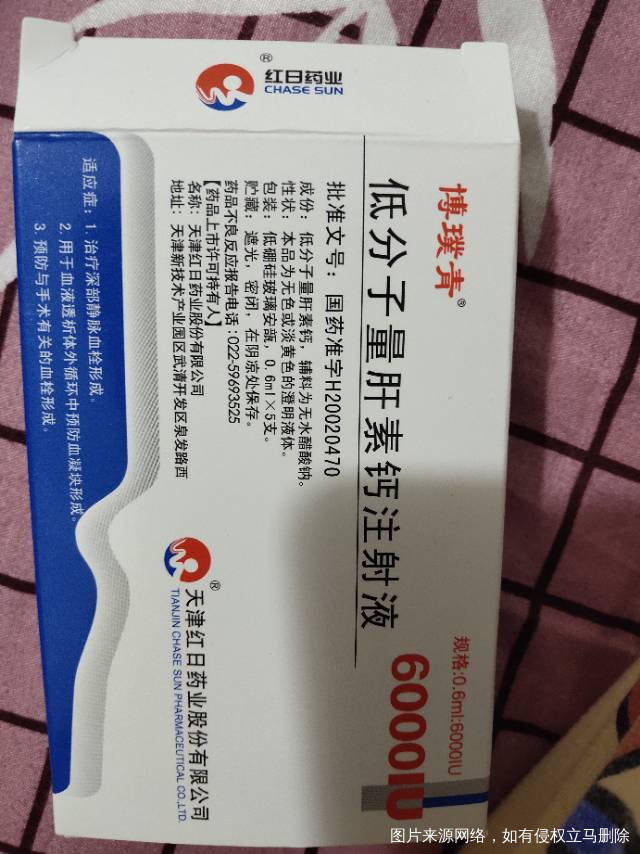 红日药业®
CHASE SUN
博璞青®
规格:0.6ml:6000IU
低分子量肝素钙注射液
6000IU
批准文号：国药准字H20020470
成份：低分子量肝素钙，辅料为无水醋酸钠。
性状：本品为无色或淡黄色的澄明液体。
包装：低硼硅玻璃安瓿，0.6ml×5支。
贮藏：遮光，密闭，在阴凉处保存。
药品不良反应报告电话：022-59693525
【药品上市许可持有人】
名称：天津红日药业股份有限公司
地址：天津新技术产业园区武清开发区泉发路西
®天津红日药业股份有限公司
TIANJIN CHASE SUN PHARMACEUTICAL CO.,LTD.
适应症：1. 治疗深部静脉血栓形成。
2. 用于血液透析体外循环中预防血凝块形成。
3. 预防与手术有关的血栓形成。
图片来源网络，如有侵权立马删除